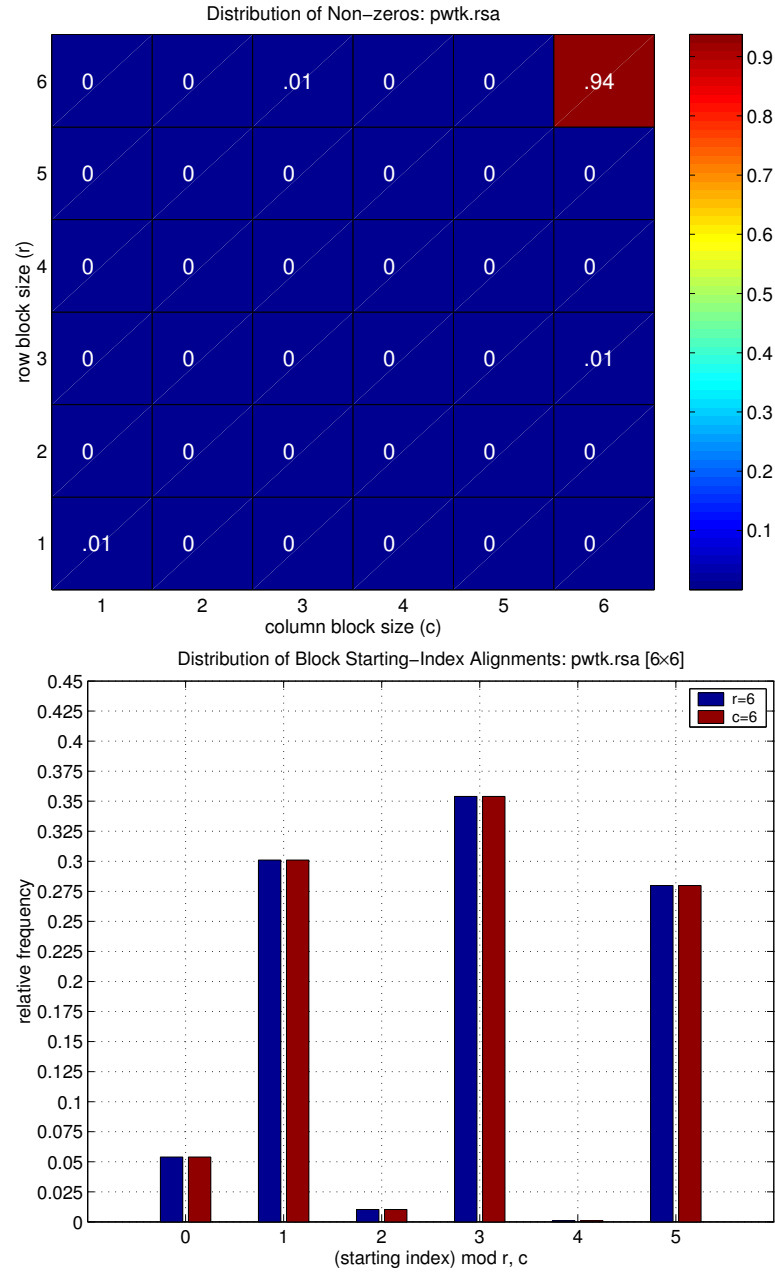 Distribution of Non−zeros: pwtk.rsa
row block size (r)
6 0 0 .01 0 0 .94
5 0 0 0 0 0 0
4 0 0 0 0 0 0
3 0 0 0 0 0 .01
2 0 0 0 0 0 0
1 .01 0 0 0 0 0
1 2 3 4 5 6
column block size (c)
0.9
0.8
0.7
0.6
0.5
0.4
0.3
0.2
0.1
Distribution of Block Starting−Index Alignments: pwtk.rsa [6×6]
r=6
c=6
relative frequency
0.45
0.425
0.4
0.375
0.35
0.325
0.3
0.275
0.25
0.225
0.2
0.175
0.15
0.125
0.1
0.075
0.05
0.025
0
0 1 2 3 4 5
(starting index) mod r, c